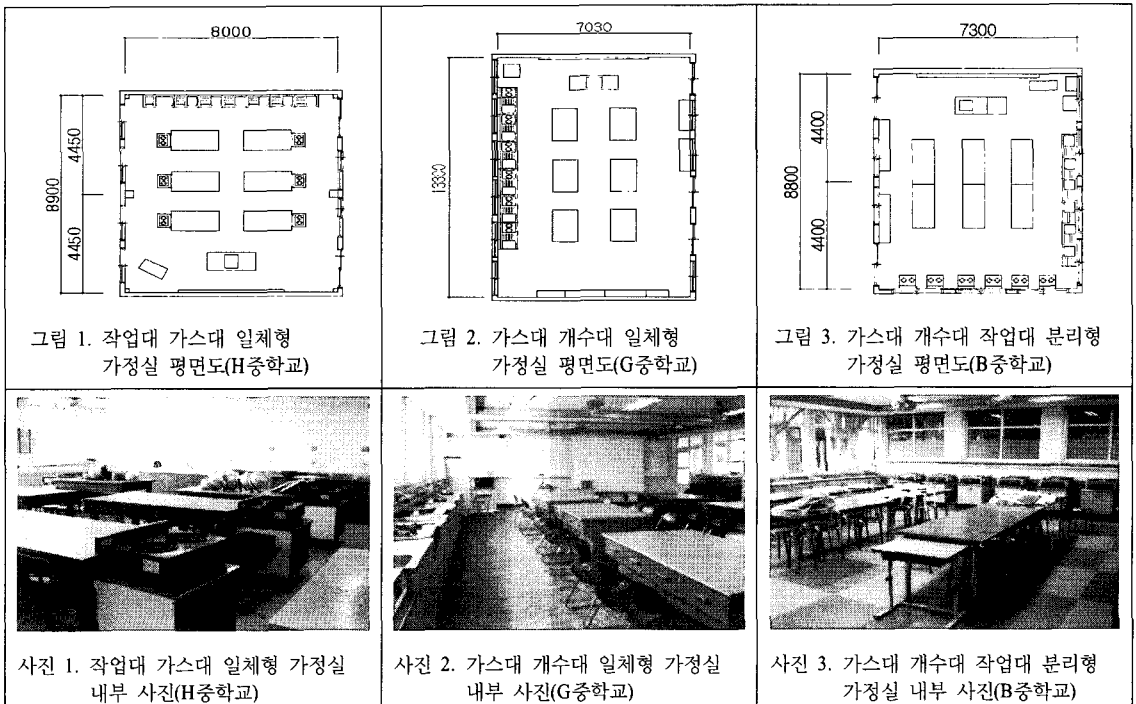 8000
8900
4450
4450
그림 1. 작업대 가스대 일체형
가정실 평면도(H중학교)
7030
13300
그림 2. 가스대 개수대 일체형
가정실 평면도(G중학교)
7300
8800
4400
4400
그림 3. 가스대 개수대 작업대 분리형
가정실 평면도(B중학교)
사진 1. 작업대 가스대 일체형 가정실
내부 사진(H중학교)
사진 2. 가스대 개수대 일체형 가정실
내부 사진(G중학교)
사진 3. 가스대 개수대 작업대 분리형
가정실 내부 사진(B중학교)